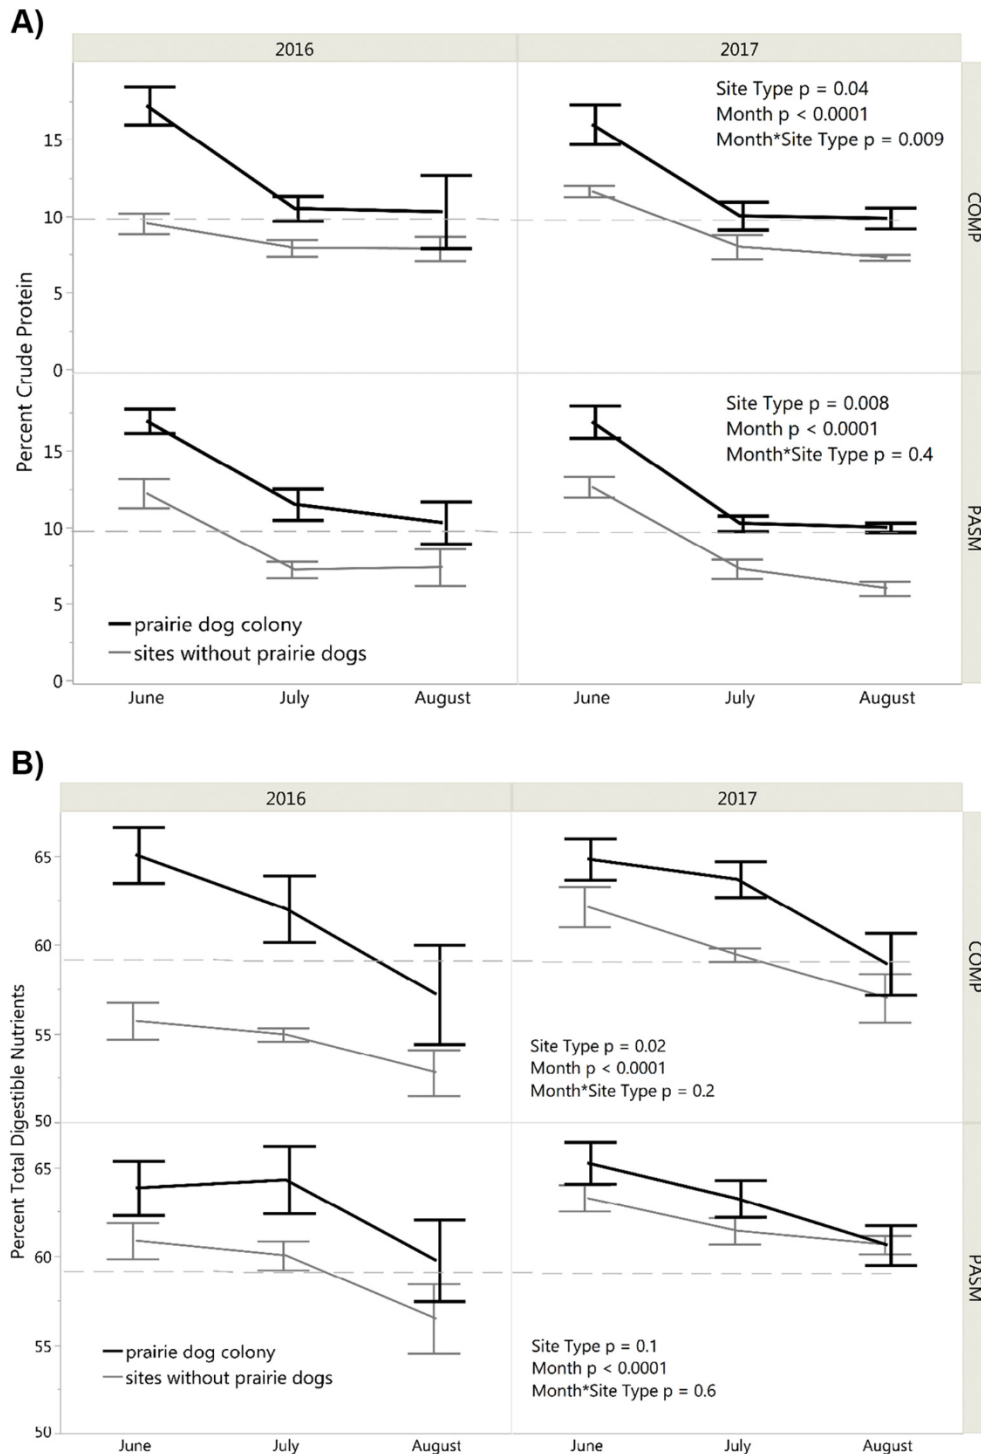 A)
2016 2017
Site Type p = 0.04
Month p < 0.0001
Month*Site Type p = 0.009
15
10
5
0
COMP
Percent Crude Protein
Site Type p = 0.008
Month p < 0.0001
Month*Site Type p = 0.4
15
10
5
0
PASM
prairie dog colony
sites without prairie dogs
June July August June July August
B)
2016 2017
65
60
55
50
COMP
Site Type p = 0.02
Month p < 0.0001
Month*Site Type p = 0.2
Percent Total Digestible Nutrients
65
60
55
50
PASM
prairie dog colony
sites without prairie dogs
Site Type p = 0.1
Month p < 0.0001
Month*Site Type p = 0.6
June July August June July August